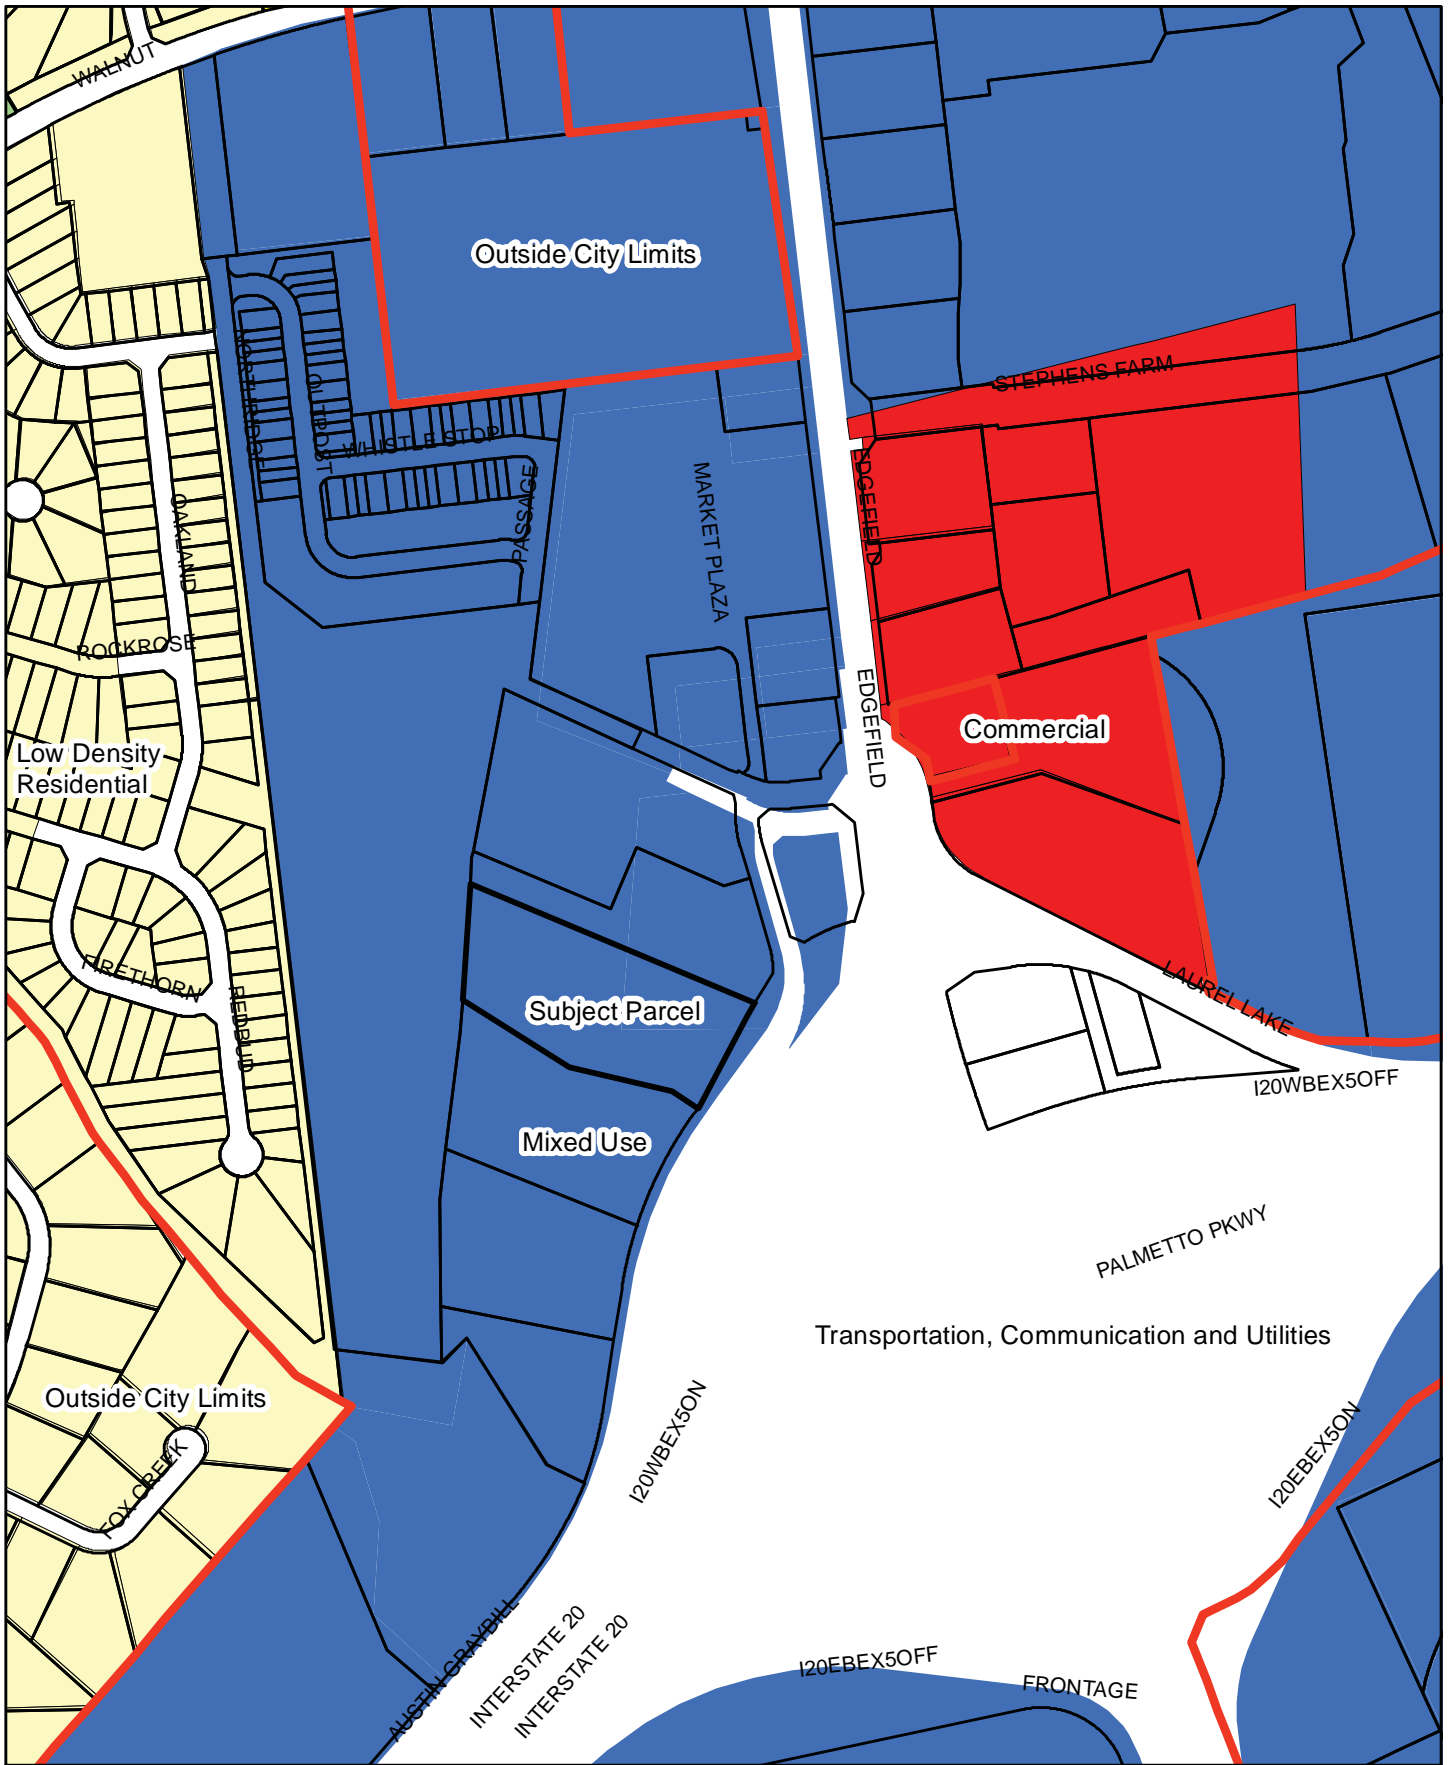 WALNUT
Outside City Limits
STEPHENS FARM
NORTHRIDGE
OUTPOST
WHISTLE STOP
PASSAGE
MARKET PLAZA
EDGEFIELD
OAKLAND
ROCKROSE
EDGEFIELD
Commercial
Low Density
Residential
FIRETHORN
REDBUD
Subject Parcel
LAUREL LAKE
I20WBEX5OFF
Mixed Use
PALMETTO PKWY
Transportation, Communication and Utilities
Outside City Limits
I20WBEX5ON
I20EBEX5ON
FOX CREEK
AUSTIN GRAYBILL
INTERSTATE 20
INTERSTATE 20
I20EBEX5OFF
FRONTAGE